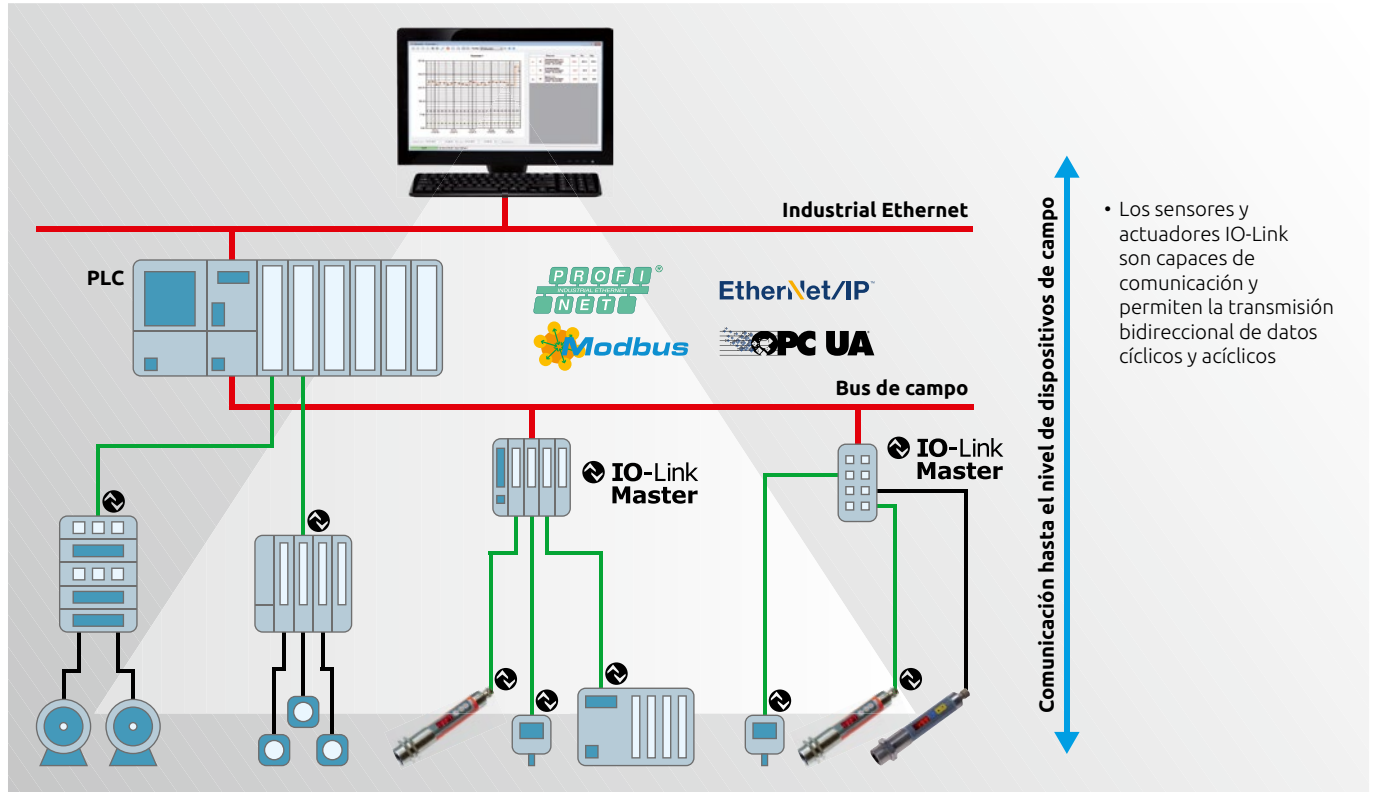 Industrial Ethernet
PLC
PROFI®
INDUSTRIAL ETHERNET
NET
EtherNet/IP™
Modbus
OPC UA
Bus de campo
IO-Link
Master
IO-Link
Master
Comunicación hasta el nivel de dispositivos de campo
• Los sensores y
actuadores IO-Link
son capaces de
comunicación y
permiten la transmisión
bidireccional de datos
cíclicos y acíclicos